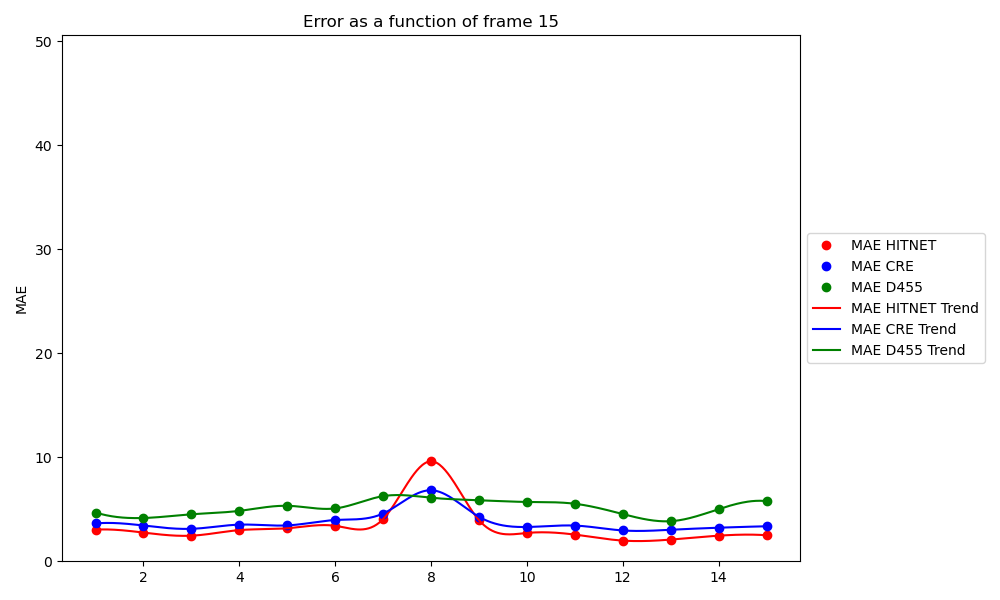 Error as a function of frame 15
50
40
30
20
10
0
MAE
2
4
6
8
10
12
14
MAE HITNET
MAE CRE
MAE D455
MAE HITNET Trend
MAE CRE Trend
MAE D455 Trend